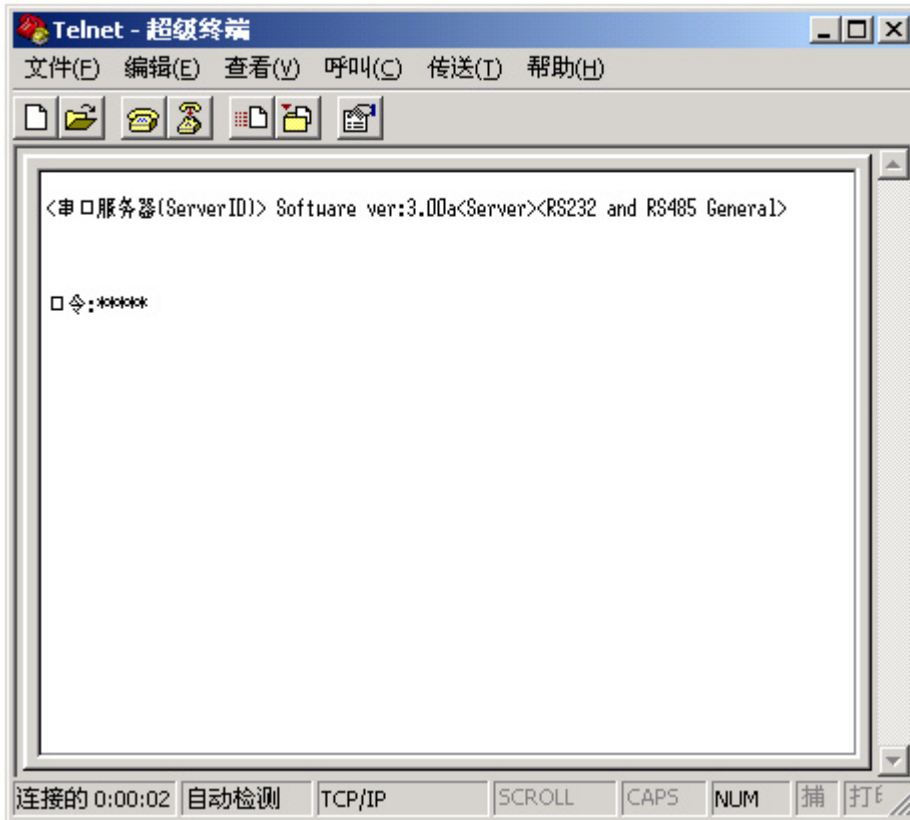 Telnet - 超级终端
文件(F) 编辑(E) 查看(V) 呼叫(C) 传送(T) 帮助(H)
<串口服务器(ServerID)> Software ver:3.00a<Server><RS232 and RS485 General>
口令:*****
连接的 0:00:02 自动检测 TCP/IP SCROLL CAPS NUM 捕 打